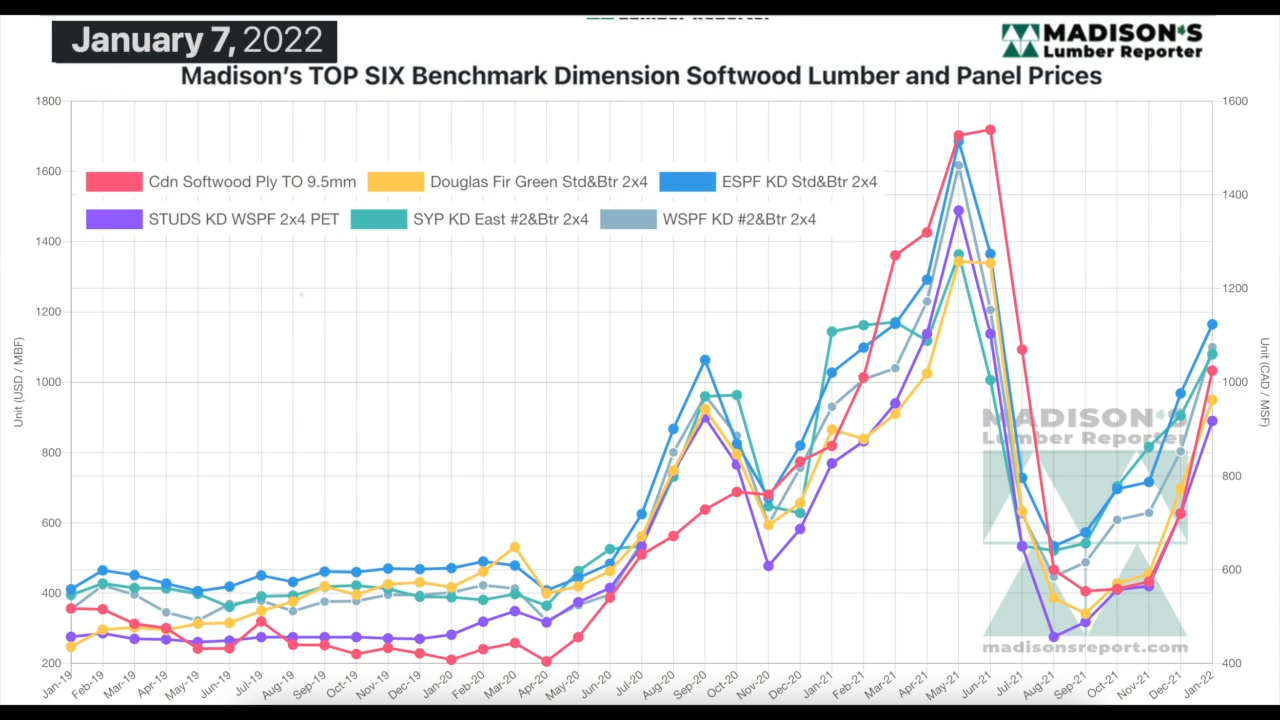 January 7, 2022
MADISON'S
Lumber Reporter
Madison's TOP SIX Benchmark Dimension Softwood Lumber and Panel Prices
1800
1600
1400
1200
1000
800
600
400
200
Unit (USD / MBF)
Cdn Softwood Ply TO 9.5mm
Douglas Fir Green Std&Btr 2x4
ESPF KD Std&Btr 2x4
STUDS KD WSPF 2x4 PET
SYP KD East #2&Btr 2x4
WSPF KD #2&Btr 2x4
1600
1400
1200
1000
800
600
400
Unit (CAD / MSF)
MADISON'S
Lumber Reporter
madisonsreport.com
Jan-19
Feb-19
Mar-19
Apr-19
May-19
Jun-19
Jul-19
Aug-19
Sep-19
Oct-19
Nov-19
Dec-19
Jan-20
Feb-20
Mar-20
Apr-20
May-20
Jun-20
Jul-20
Aug-20
Sep-20
Oct-20
Nov-20
Dec-20
Jan-21
Feb-21
Mar-21
Apr-21
May-21
Jun-21
Jul-21
Aug-21
Sep-21
Oct-21
Nov-21
Dec-21
Jan-22